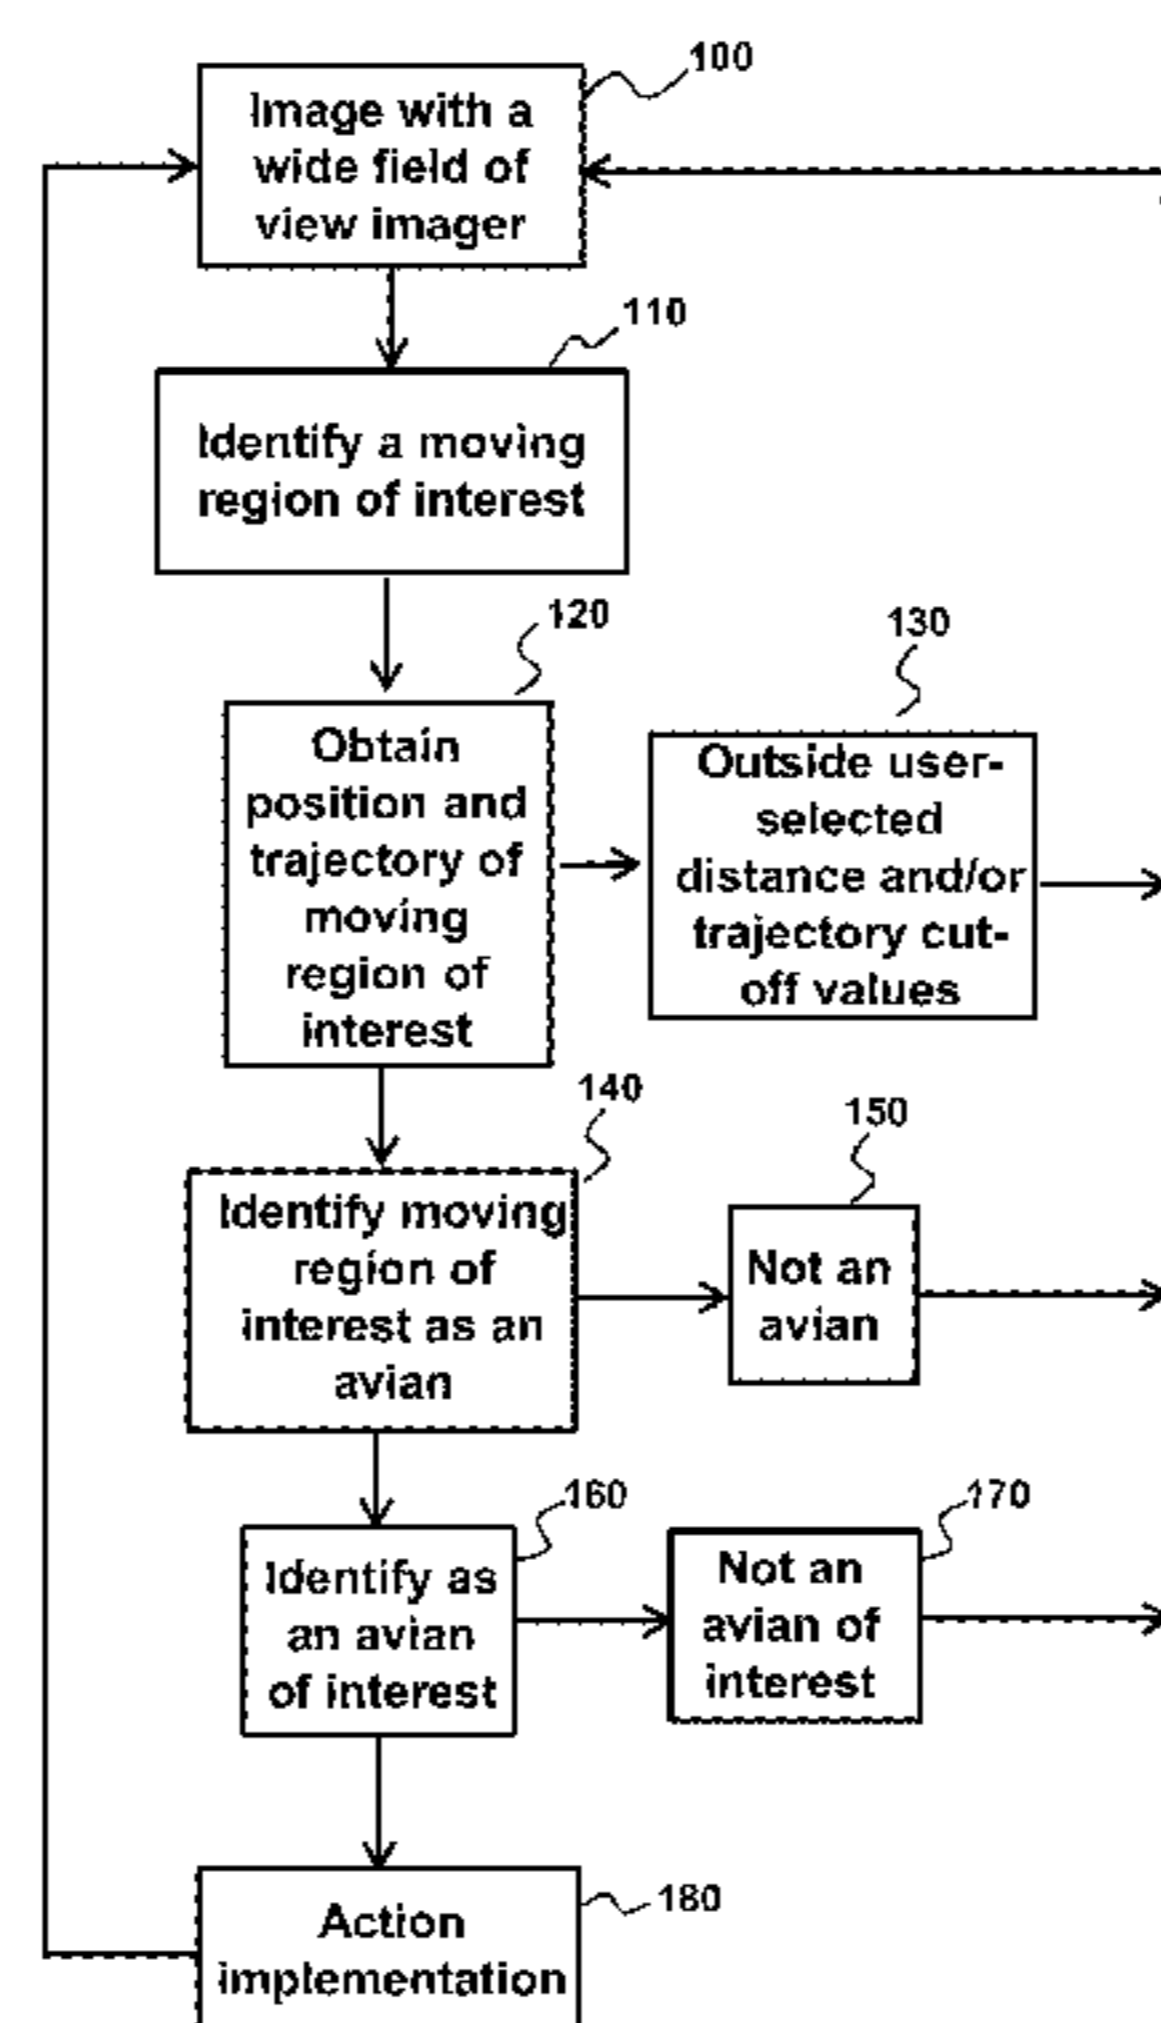 100
Image with a
wide field of
view imager
110
Identify a moving
region of interest
120
Obtain
position and
trajectory of
moving
region of
interest
130
Outside user-
selected
distance and/or
trajectory cut-
off values
140
Identify moving
region of
interest as an
avian
150
Not an
avian
160
Identify as
an avian
of interest
170
Not an
avian of
interest
180
Action
implementation